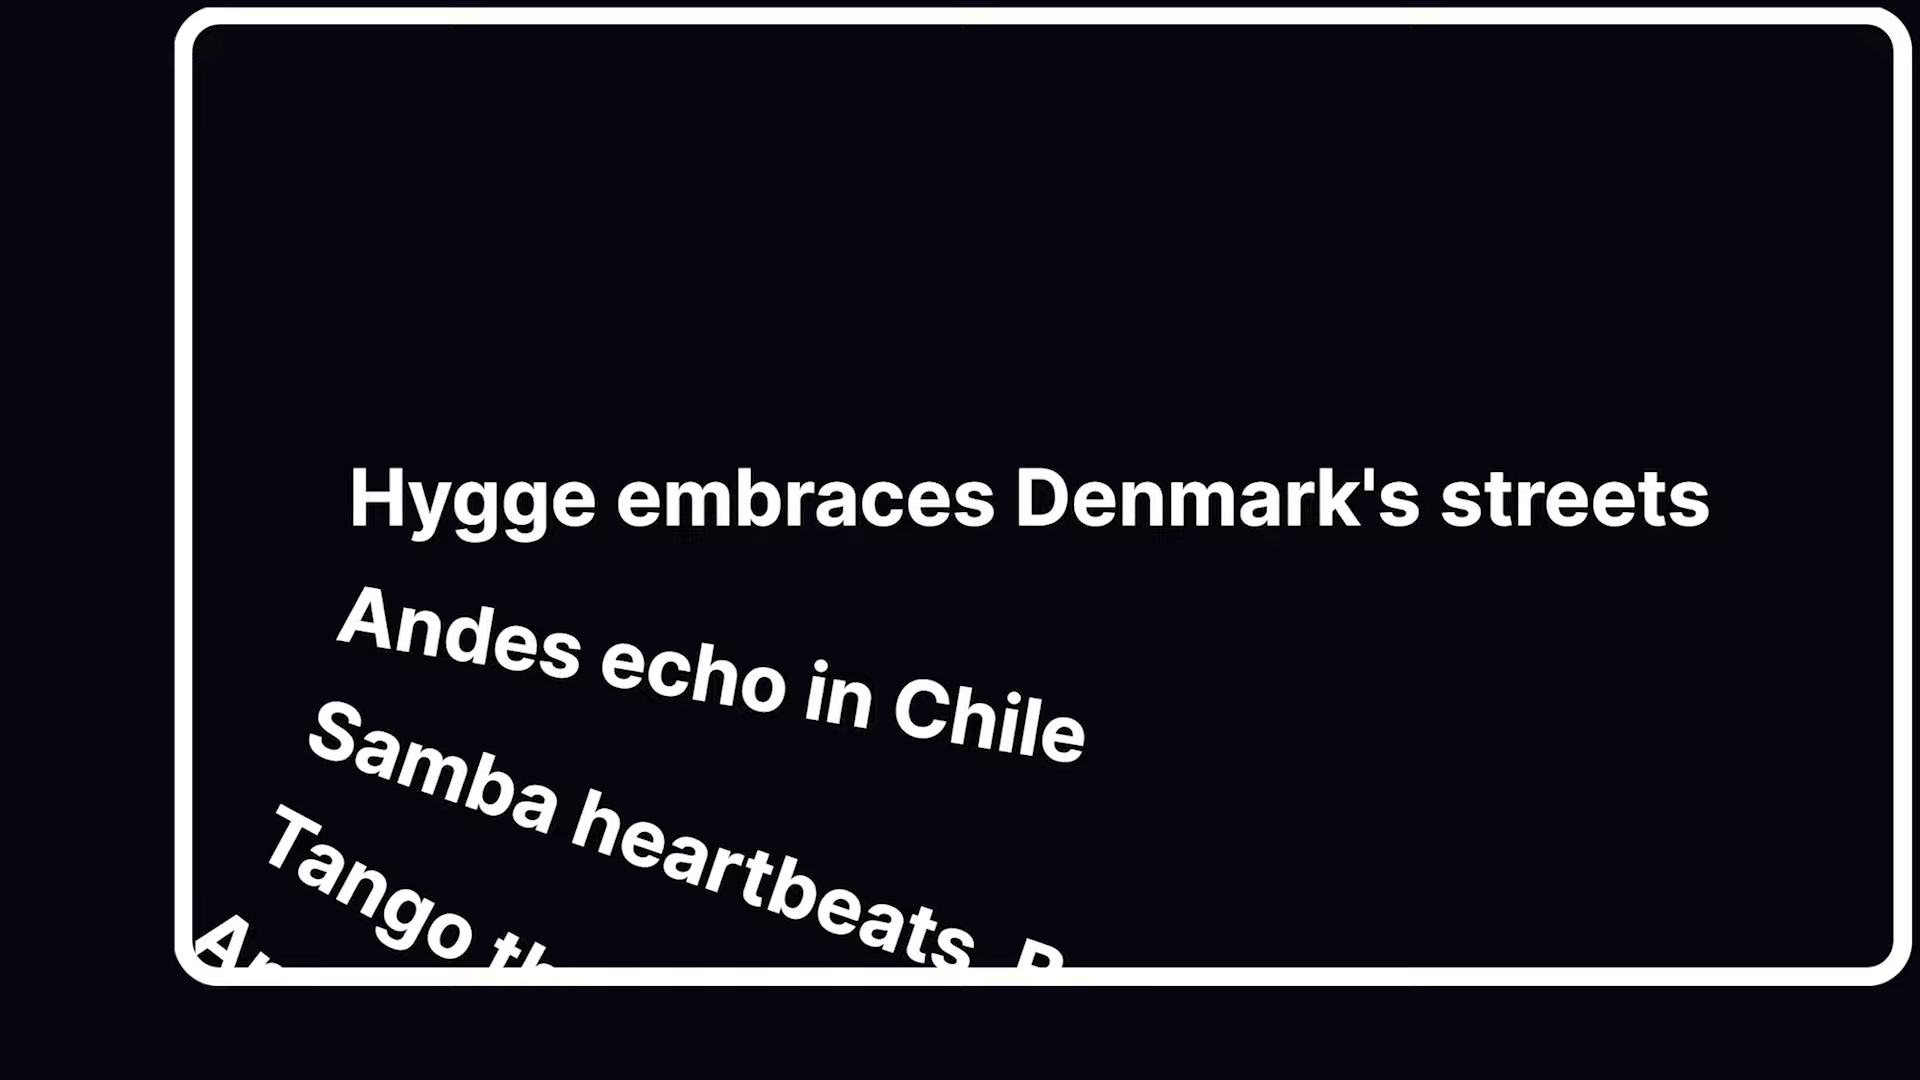 Hygge embraces Denmark's streets
Andes echo in Chile
Samba heartbeats
Tango